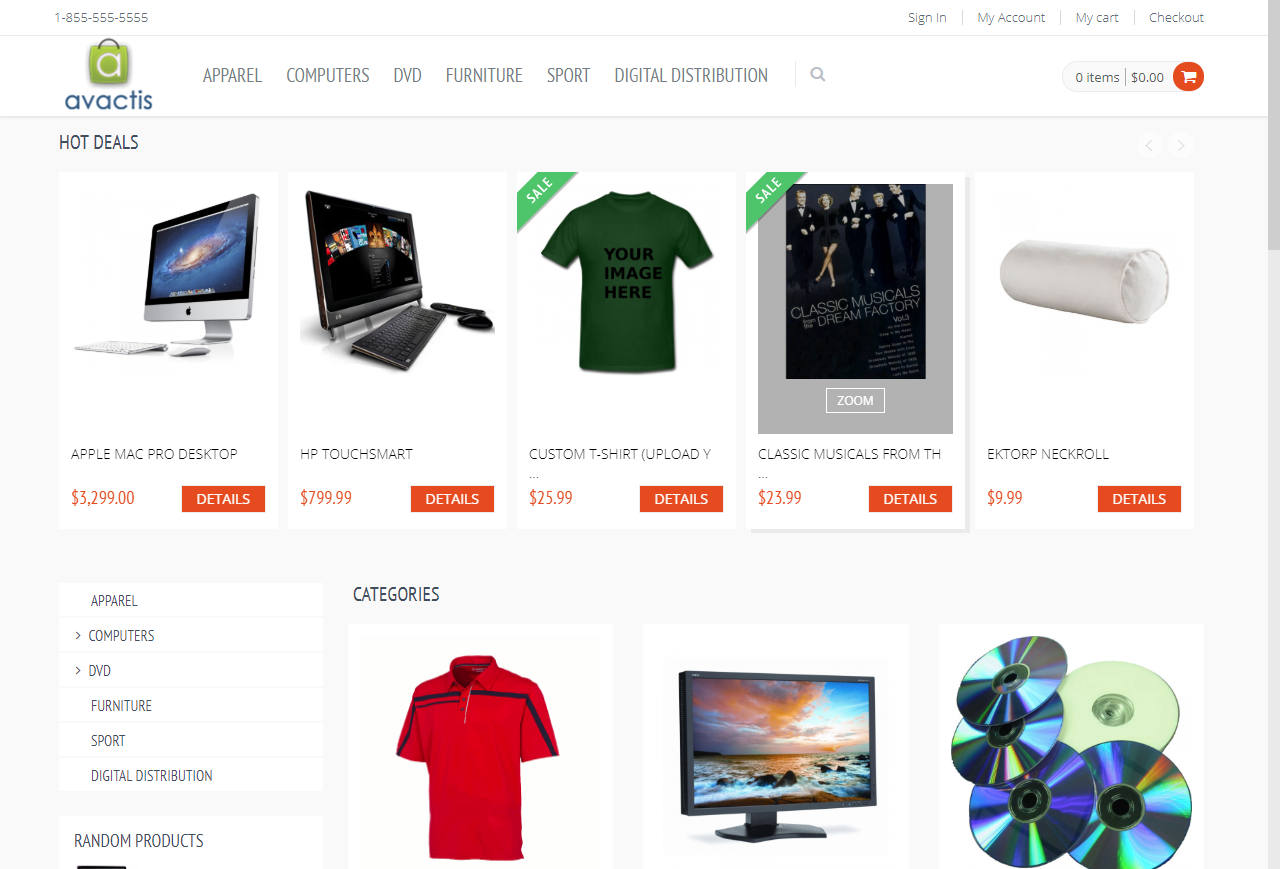 1-855-555-5555
Sign In
My Account
My cart
Checkout
avactis
APPAREL
COMPUTERS
DVD
FURNITURE
SPORT
DIGITAL DISTRIBUTION
0 items
$0.00
HOT DEALS
SALE
YOUR
IMAGE
HERE
SALE
CLASSIC MUSICALS
From The DREAM FACTORY
Vol.3
ZOOM
APPLE MAC PRO DESKTOP
$3,299.00
DETAILS
HP TOUCHSMART
$799.99
DETAILS
CUSTOM T-SHIRT (UPLOAD Y
...
$25.99
DETAILS
CLASSIC MUSICALS FROM TH
...
$23.99
DETAILS
EKTORP NECKROLL
$9.99
DETAILS
APPAREL
COMPUTERS
DVD
FURNITURE
SPORT
DIGITAL DISTRIBUTION
RANDOM PRODUCTS
CATEGORIES